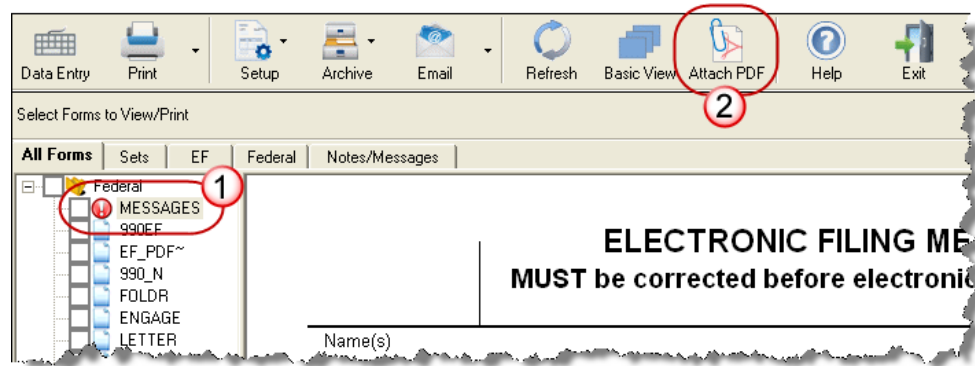 Data Entry Print Setup Archive Email Refresh Basic View Attach PDF Help Exit
2
Select Forms to View/Print
All Forms Sets EF Federal Notes/Messages
1
Federal
MESSAGES
990EF
EF_PDF~
990_N
FOLDR
ENGAGE
LETTER
ELECTRONIC FILING ME
MUST be corrected before electronic
Name(s)